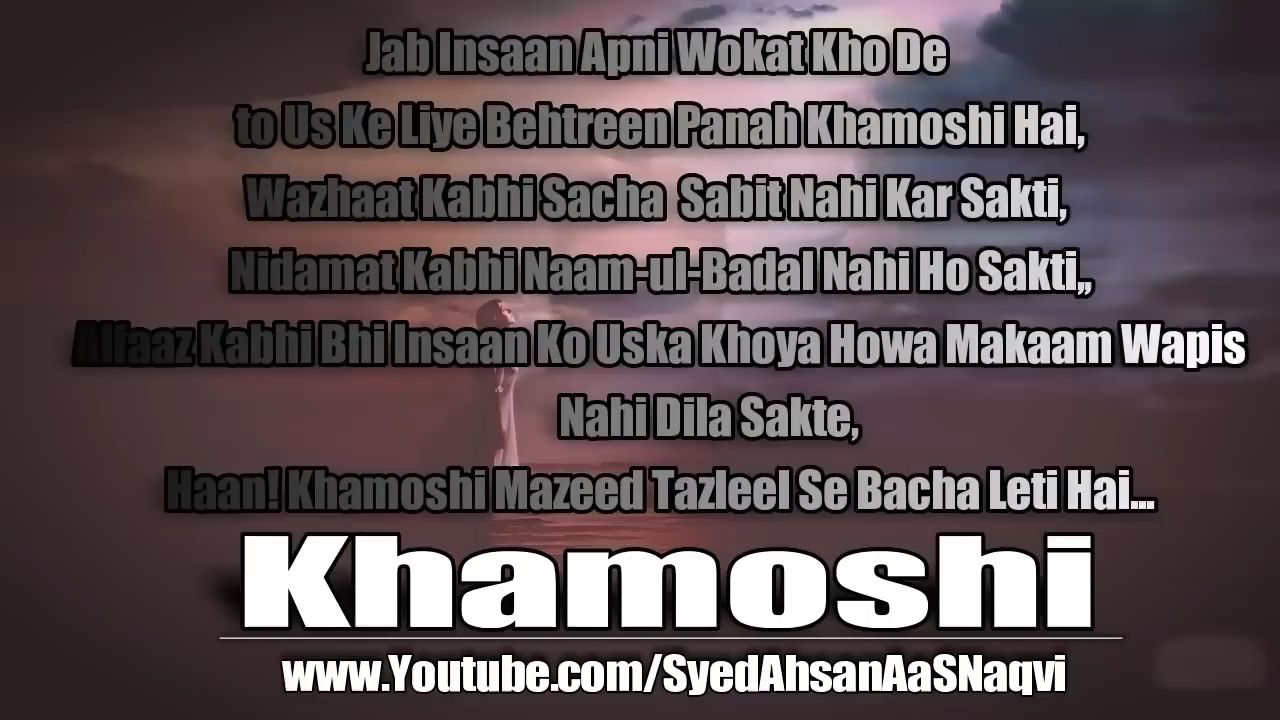 Jab Insaan Apni Wokat Kho De
to Us Ke Liye Behtreen Panah Khamoshi Hai,
Wazhaat Kabhi Sacha Sabit Nahi Kar Sakti,
Nidamat Kabhi Naam-ul-Badal Nahi Ho Sakti,,
Alfaaz Kabhi Bhi Insaan Ko Uska Khoya Howa Makaam Wapis
Nahi Dila Sakte,
Haan! Khamoshi Mazeed Tazleel Se Bacha Leti Hai...
Khamoshi
www.Youtube.com/SyedAhsanAaSNaqvi